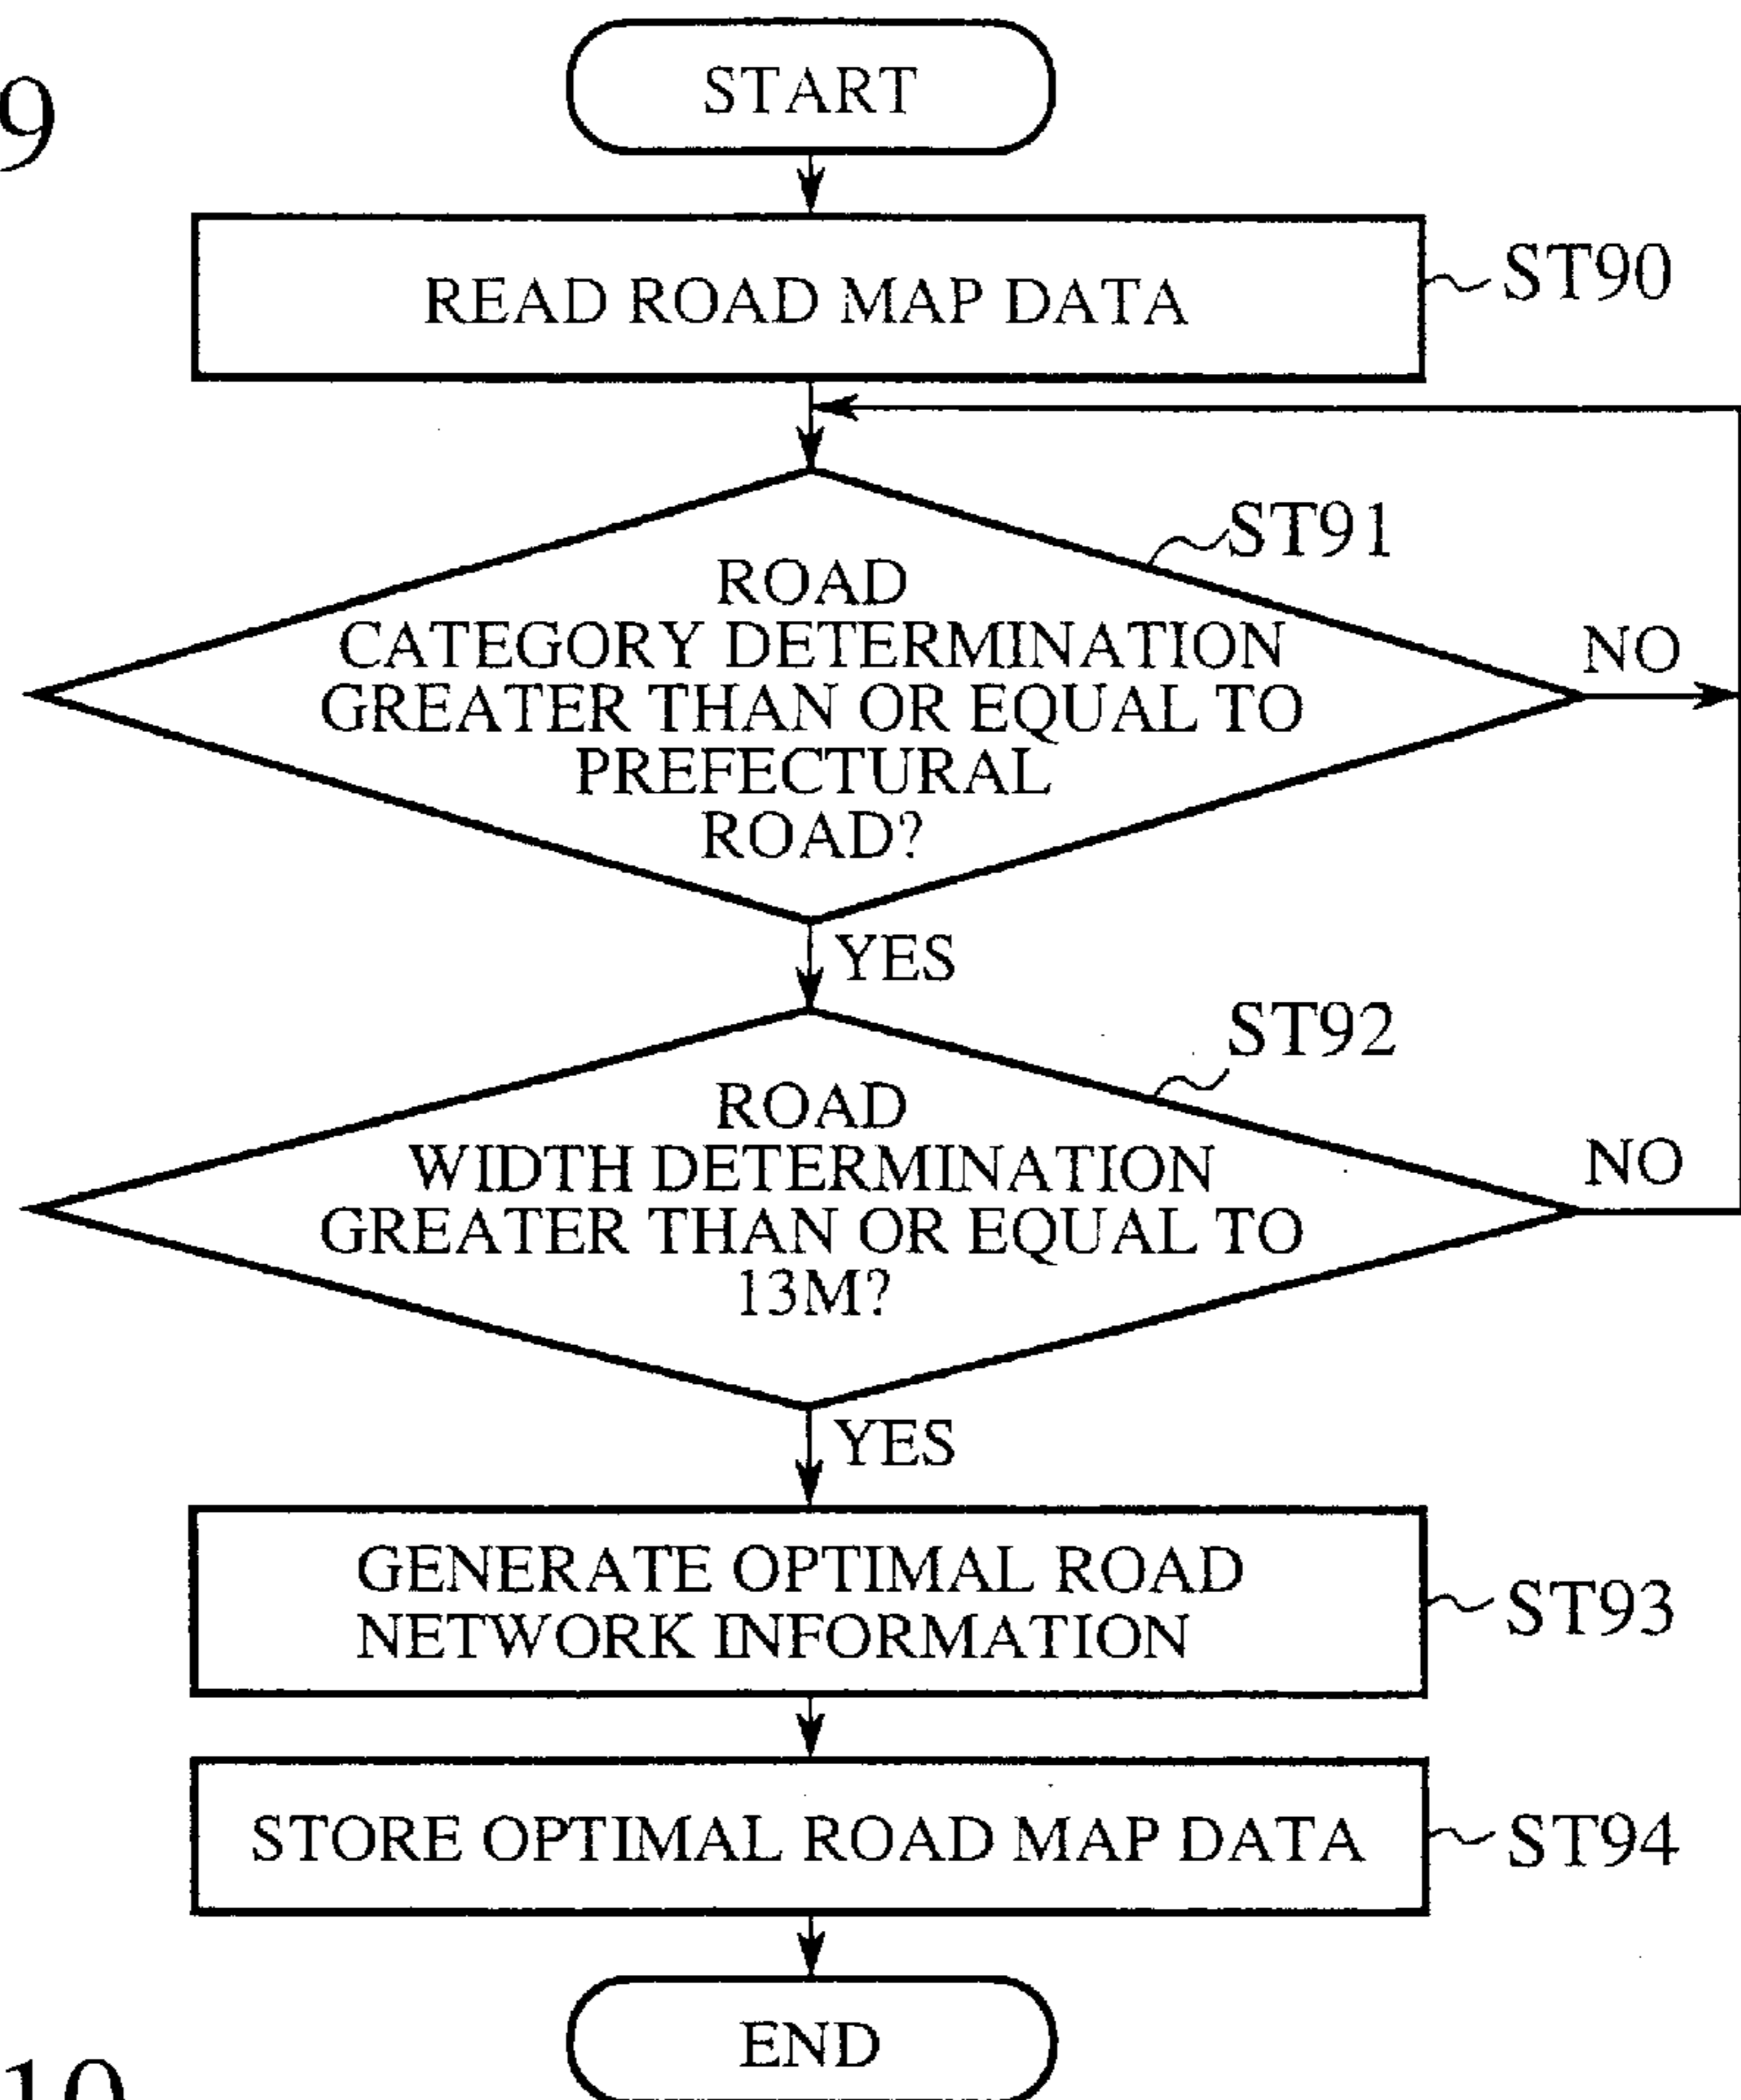 9
START
READ ROAD MAP DATA
ST90
ST91
ROAD
CATEGORY DETERMINATION
GREATER THAN OR EQUAL TO
PREFECTURAL
ROAD?
NO
YES
ST92
ROAD
WIDTH DETERMINATION
GREATER THAN OR EQUAL TO
13M?
NO
YES
GENERATE OPTIMAL ROAD
NETWORK INFORMATION
ST93
STORE OPTIMAL ROAD MAP DATA
ST94
END
10